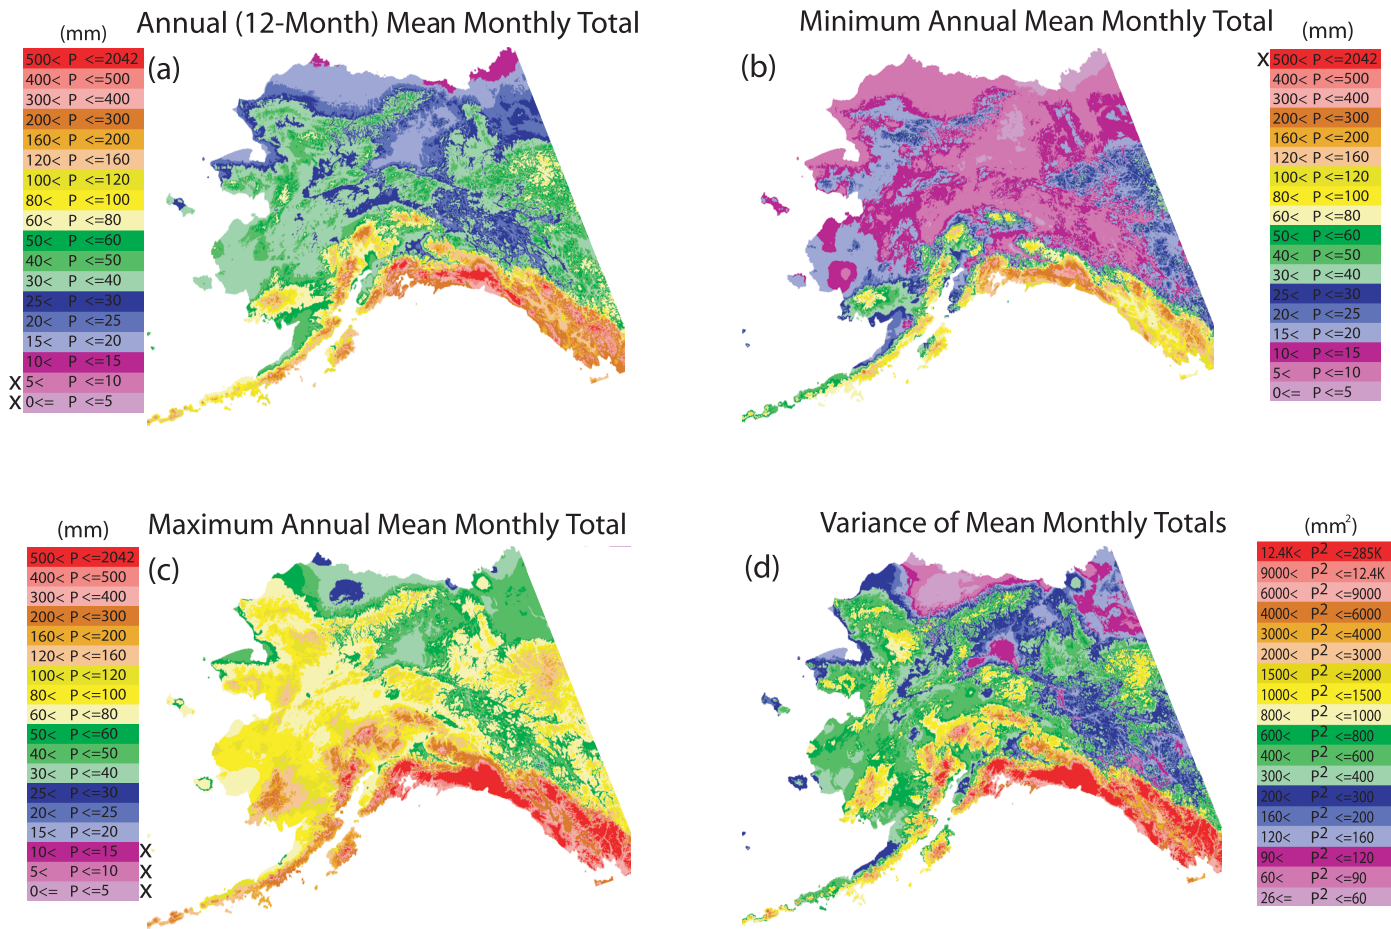 Annual (12-Month) Mean Monthly Total
(mm)
(a)
500< P <=2042
400< P <=500
300< P <=400
200< P <=300
160< P <=200
120< P <=160
100< P <=120
80< P <=100
60< P <=80
50< P <=60
40< P <=50
30< P <=40
25< P <=30
20< P <=25
15< P <=20
10< P <=15
X 5< P <=10
X 0<= P <=5
Minimum Annual Mean Monthly Total
(mm)
(b)
X 500< P <=2042
400< P <=500
300< P <=400
200< P <=300
160< P <=200
120< P <=160
100< P <=120
80< P <=100
60< P <=80
50< P <=60
40< P <=50
30< P <=40
25< P <=30
20< P <=25
15< P <=20
10< P <=15
5< P <=10
0<= P <=5
Maximum Annual Mean Monthly Total
(mm)
(c)
500< P <=2042
400< P <=500
300< P <=400
200< P <=300
160< P <=200
120< P <=160
100< P <=120
80< P <=100
60< P <=80
50< P <=60
40< P <=50
30< P <=40
25< P <=30
20< P <=25
15< P <=20
10< P <=15 X
5< P <=10 X
0<= P <=5 X
Variance of Mean Monthly Totals
(mm²)
(d)
12.4K< P² <=285K
9000< P² <=12.4K
6000< P² <=9000
4000< P² <=6000
3000< P² <=4000
2000< P² <=3000
1500< P² <=2000
1000< P² <=1500
800< P² <=1000
600< P² <=800
400< P² <=600
300< P² <=400
200< P² <=300
160< P² <=200
120< P² <=160
90< P² <=120
60< P² <=90
26<= P² <=60